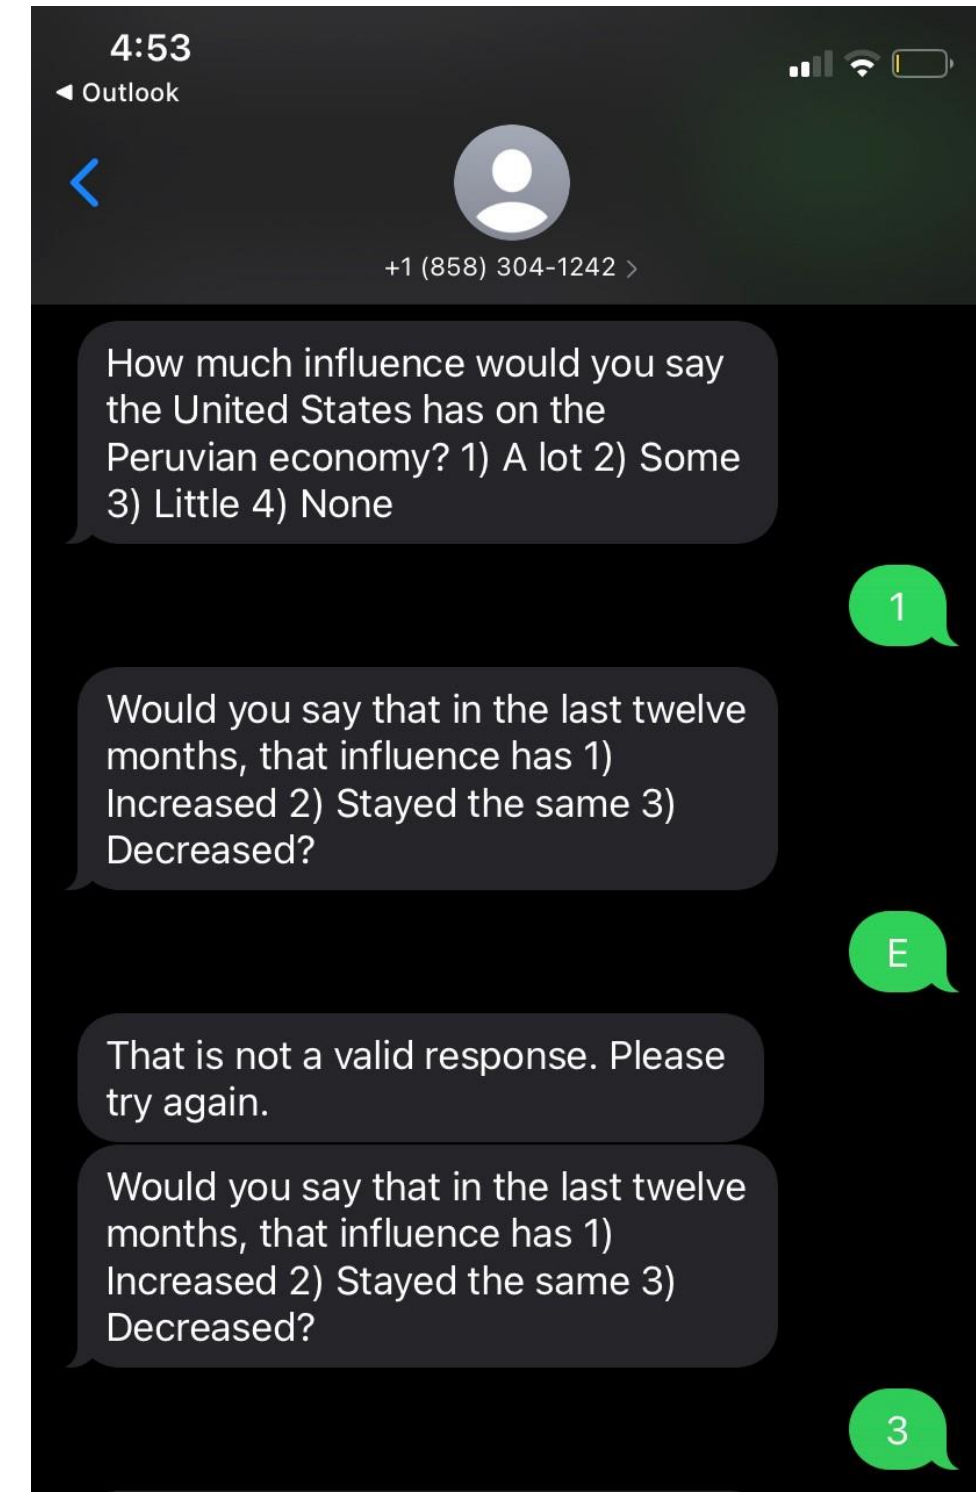 4:53
◀ Outlook
+1 (858) 304-1242 >
How much influence would you say
the United States has on the
Peruvian economy? 1) A lot 2) Some
3) Little 4) None
1
Would you say that in the last twelve
months, that influence has 1)
Increased 2) Stayed the same 3)
Decreased?
E
That is not a valid response. Please
try again.
Would you say that in the last twelve
months, that influence has 1)
Increased 2) Stayed the same 3)
Decreased?
3